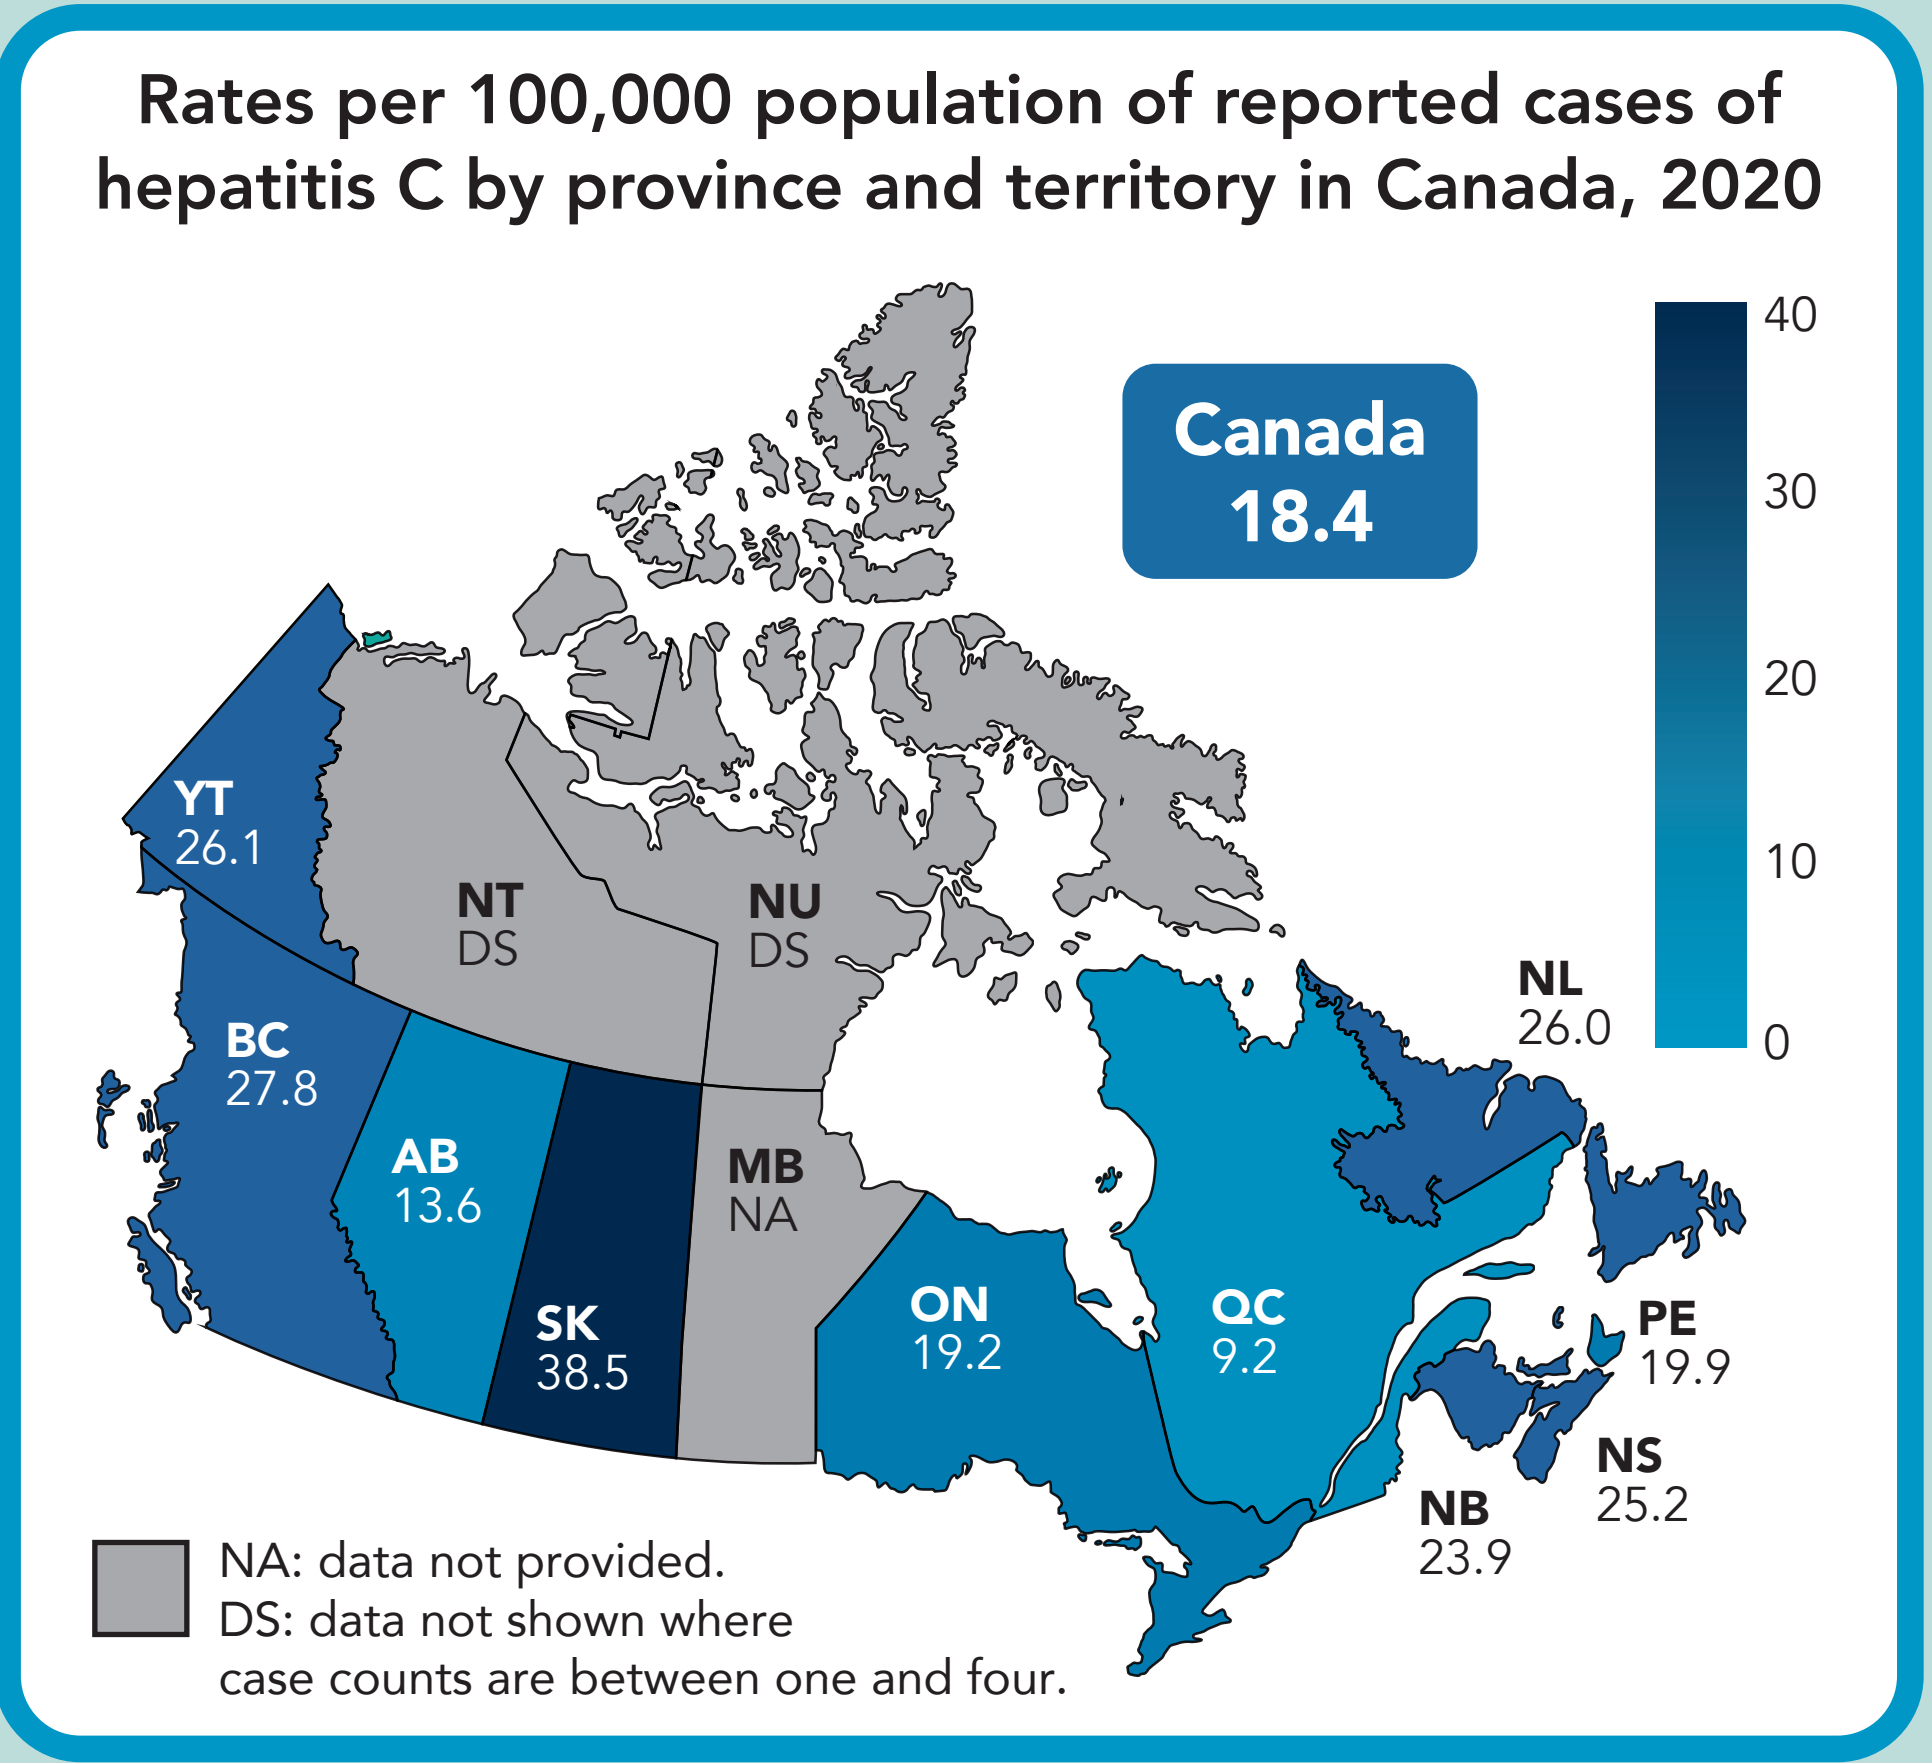 Rates per 100,000 population of reported cases of
hepatitis C by province and territory in Canada, 2020
Canada
18.4
40
30
20
10
0
YT
26.1
NT
DS
NU
DS
NL
26.0
BC
27.8
AB
13.6
MB
NA
SK
38.5
ON
19.2
QC
9.2
PE
19.9
NS
25.2
NB
23.9
NA: data not provided.
DS: data not shown where
case counts are between one and four.